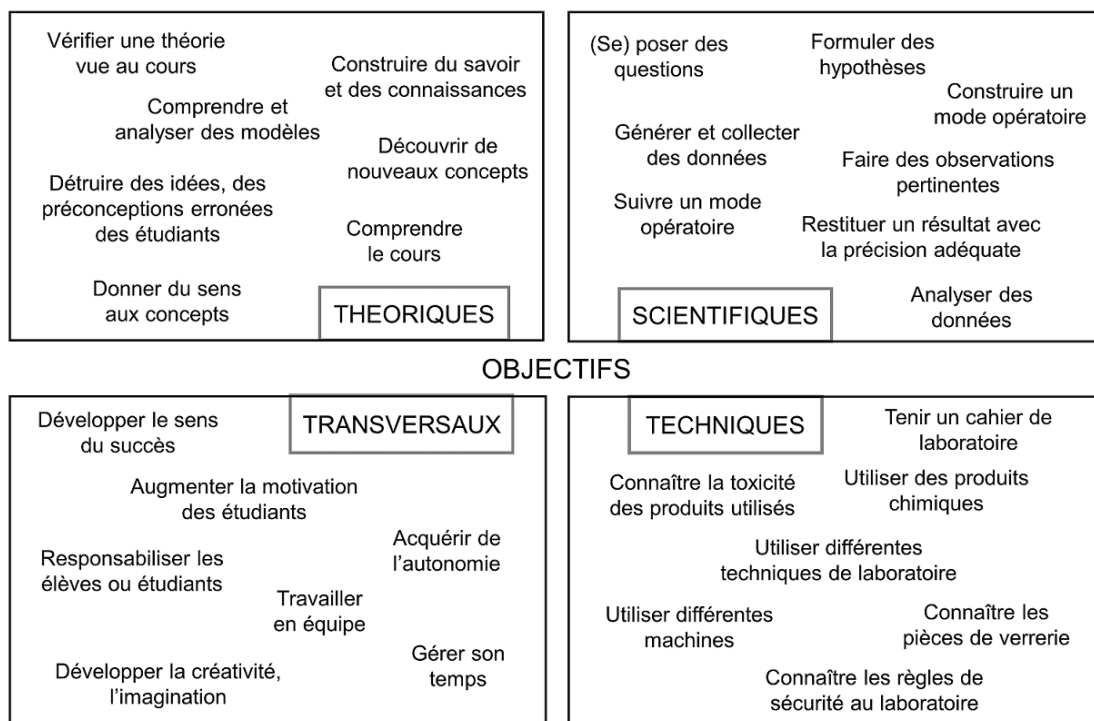 Vérifier une théorie
vue au cours
Construire du savoir
et des connaissances
Comprendre et
analyser des modèles
Découvrir de
nouveaux concepts
Détruire des idées, des
préconceptions erronées
des étudiants
Comprendre
le cours
Donner du sens
aux concepts
THEORIQUES
(Se) poser des
questions
Formuler des
hypothèses
Construire un
mode opératoire
Générer et collecter
des données
Faire des observations
pertinentes
Suivre un mode
opératoire
Restituer un résultat avec
la précision adéquate
SCIENTIFIQUES
Analyser des
données
OBJECTIFS
Développer le sens
du succès
TRANSVERSAUX
Augmenter la motivation
des étudiants
Acquérir de
l'autonomie
Responsabiliser les
élèves ou étudiants
Travailler
en équipe
Gérer son
temps
Développer la créativité,
l'imagination
TECHNIQUES
Tenir un cahier de
laboratoire
Connaître la toxicité
des produits utilisés
Utiliser des produits
chimiques
Utiliser différentes
techniques de laboratoire
Utiliser différentes
machines
Connaître les
pièces de verrerie
Connaître les règles de
sécurité au laboratoire